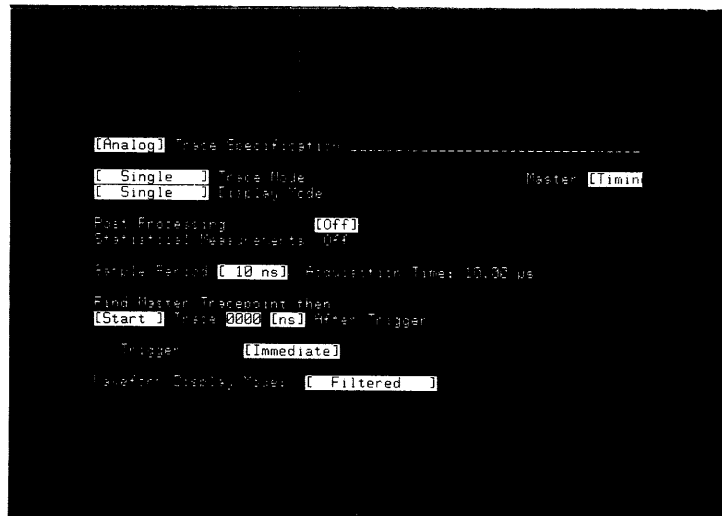 [Analog] Trace Specification
[ Single ] Trace Mode Master [Timin
[ Single ] Display Mode
Post Processing [Off]
Statistical Measurements Off
Sample Period [ 10 ns] Acquisition Time: 10.00 µs
Find Master Tracepoint then
[Start ] Trace 0000 [ns] After Trigger
Trigger [Immediate]
Waveform Display Mode: [ Filtered ]